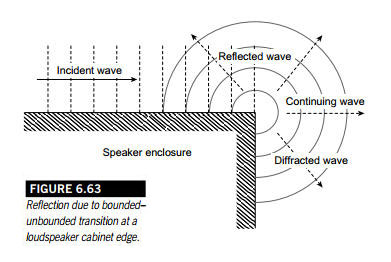 Reflected wave
Incident wave
Continuing wave
Speaker enclosure
Diffracted wave
FIGURE 6.63
Reflection due to bounded–
unbounded transition at a
loudspeaker cabinet edge.